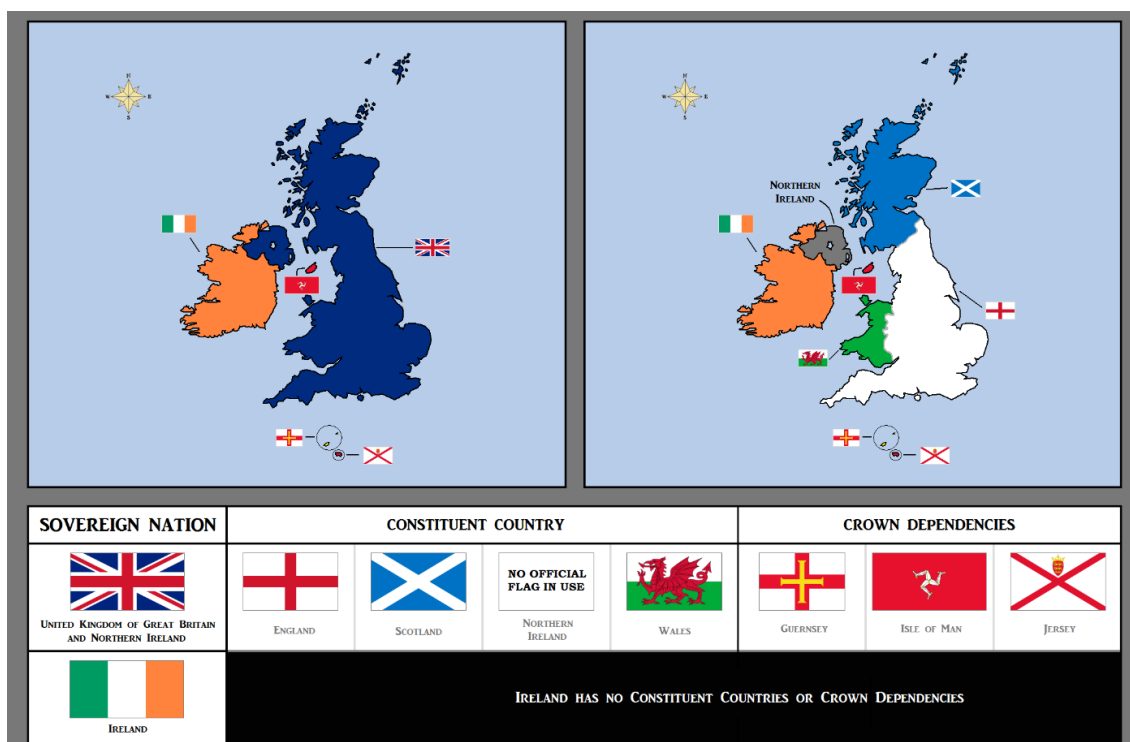 N
W E
S
N
W E
S
NORTHERN
IRELAND
SOVEREIGN NATION
CONSTITUENT COUNTRY
CROWN DEPENDENCIES
NO OFFICIAL
FLAG IN USE
UNITED KINGDOM OF GREAT BRITAIN
AND NORTHERN IRELAND
ENGLAND
SCOTLAND
NORTHERN
IRELAND
WALES
GUERNSEY
ISLE OF MAN
JERSEY
IRELAND
IRELAND HAS NO CONSTITUENT COUNTRIES OR CROWN DEPENDENCIES